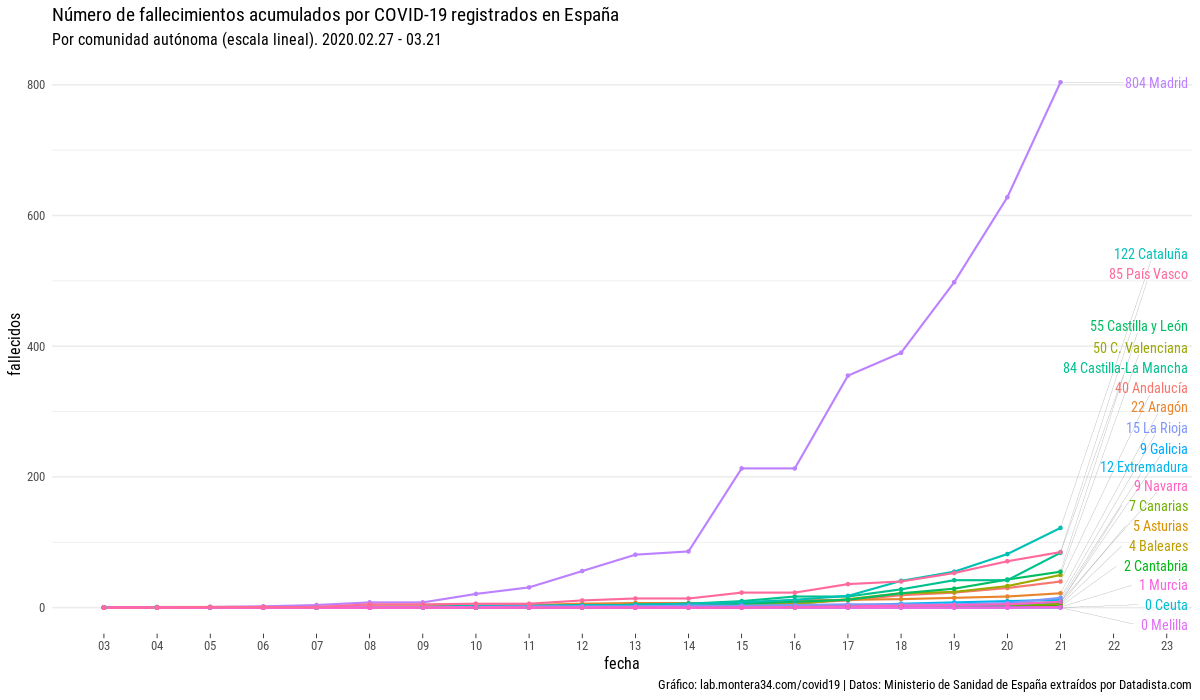 Número de fallecimientos acumulados por COVID-19 registrados en España
Por comunidad autónoma (escala lineal). 2020.02.27 - 03.21
800
600
400
200
0
fallecidos
804 Madrid
122 Cataluña
85 País Vasco
55 Castilla y León
50 C. Valenciana
84 Castilla-La Mancha
40 Andalucía
22 Aragón
15 La Rioja
9 Galicia
12 Extremadura
9 Navarra
7 Canarias
5 Asturias
4 Baleares
2 Cantabria
1 Murcia
0 Ceuta
0 Melilla
03 04 05 06 07 08 09 10 11 12 13 14 15 16 17 18 19 20 21 22 23
fecha
Gráfico: lab.montera34.com/covid19 | Datos: Ministerio de Sanidad de España extraídos por Datadista.com